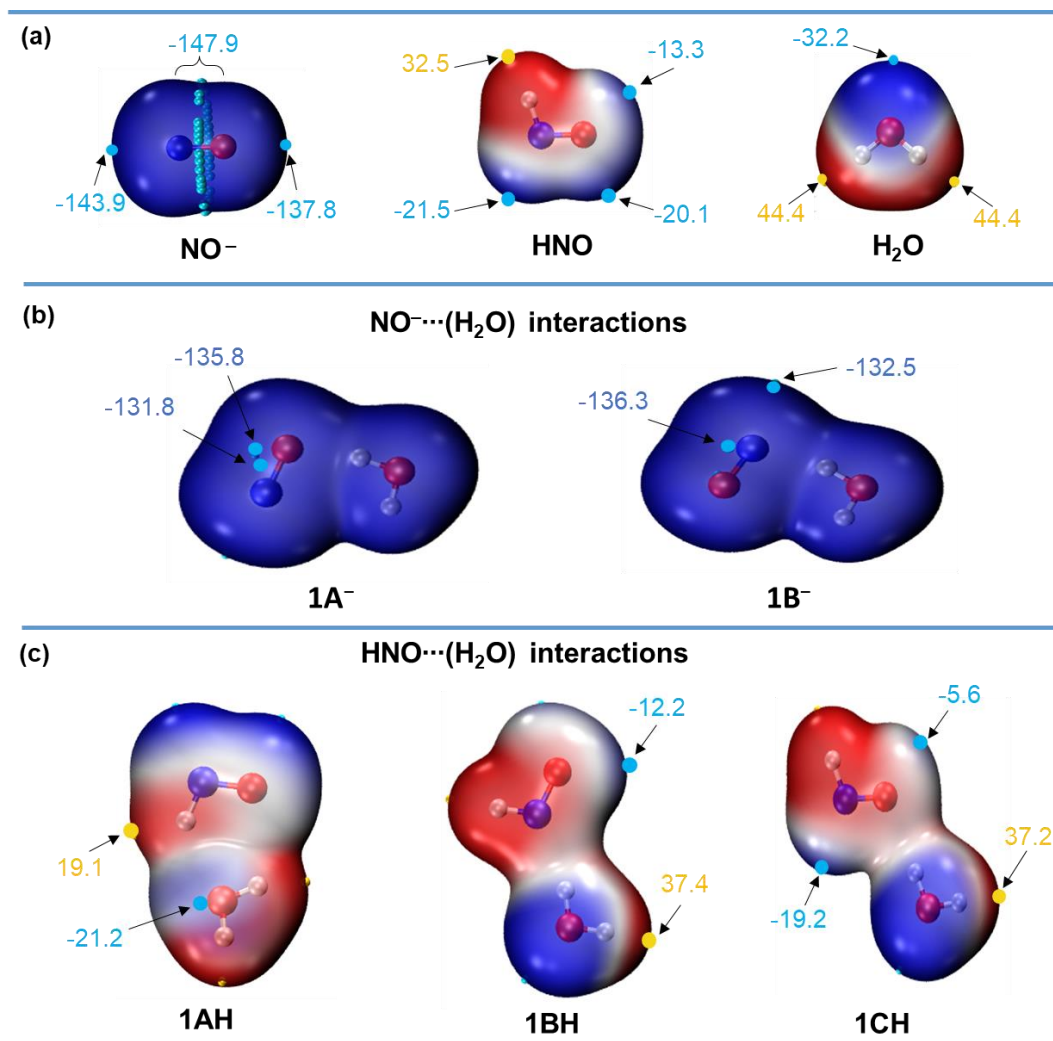 (a)
-147.9
-143.9
-137.8
NO⁻
32.5
-13.3
-21.5
-20.1
HNO
-32.2
44.4
44.4
H₂O
(b)
NO⁻···(H₂O) interactions
-135.8
-131.8
1A⁻
-132.5
-136.3
1B⁻
(c)
HNO···(H₂O) interactions
19.1
-21.2
1AH
-12.2
37.4
1BH
-5.6
37.2
-19.2
1CH